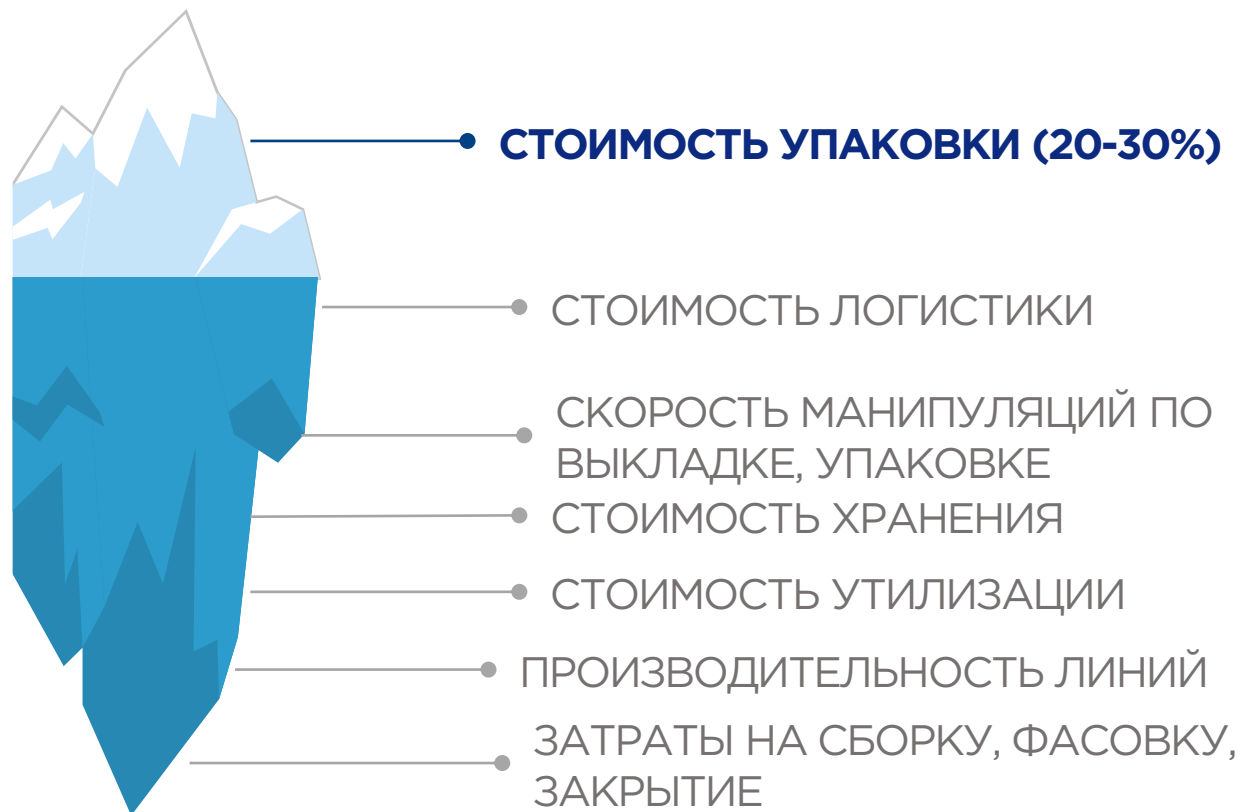 СТОИМОСТЬ УПАКОВКИ (20-30%)
СТОИМОСТЬ ЛОГИСТИКИ
СКОРОСТЬ МАНИПУЛЯЦИЙ ПО
ВЫКЛАДКЕ, УПАКОВКЕ
СТОИМОСТЬ ХРАНЕНИЯ
СТОИМОСТЬ УТИЛИЗАЦИИ
ПРОИЗВОДИТЕЛЬНОСТЬ ЛИНИЙ
ЗАТРАТЫ НА СБОРКУ, ФАСОВКУ,
ЗАКРЫТИЕ